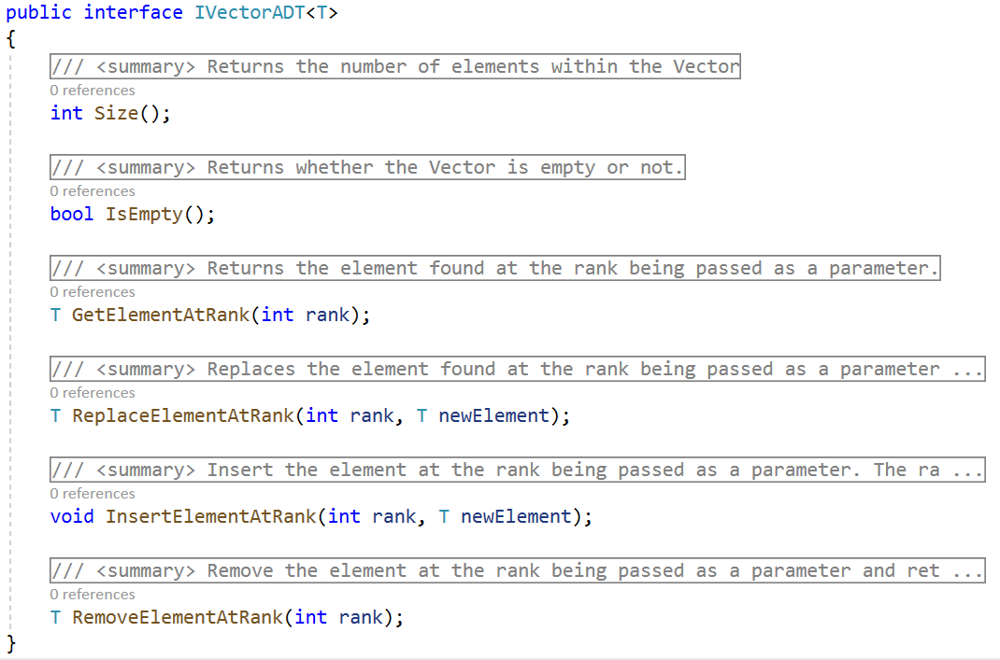 public interface IVectorADT<T>
{
/// <summary> Returns the number of elements within the Vector
0 references
int Size();
/// <summary> Returns whether the Vector is empty or not.
0 references
bool IsEmpty();
/// <summary> Returns the element found at the rank being passed as a parameter.
0 references
T GetElementAtRank(int rank);
/// <summary> Replaces the element found at the rank being passed as a parameter ...
0 references
T ReplaceElementAtRank(int rank, T newElement);
/// <summary> Insert the element at the rank being passed as a parameter. The ra ...
0 references
void InsertElementAtRank(int rank, T newElement);
/// <summary> Remove the element at the rank being passed as a parameter and ret ...
0 references
T RemoveElementAtRank(int rank);
}